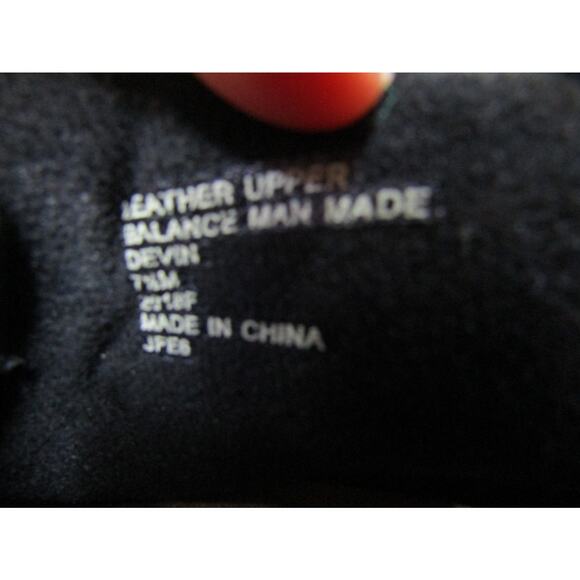 LEATHER UPPER
BALANCE MAN MADE
DEVIN
7½M
MADE IN CHINA